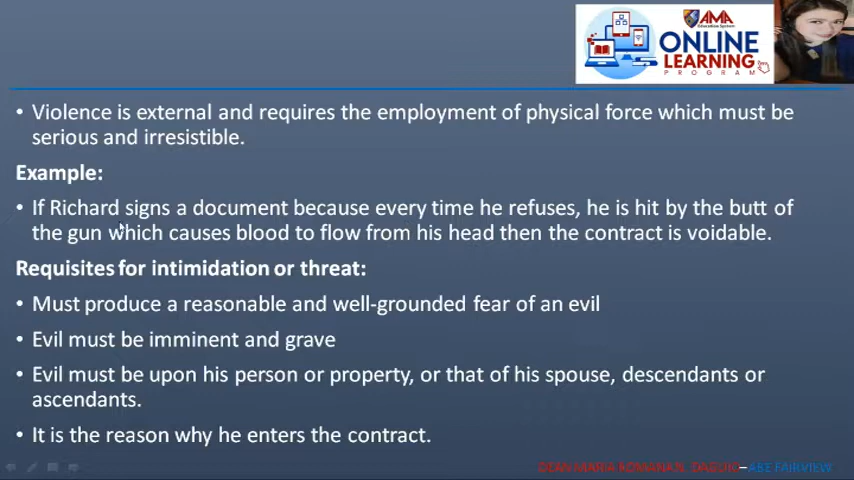 AMA
Education System
ONLINE
LEARNING
PROGRAM
• Violence is external and requires the employment of physical force which must be
serious and irresistible.
Example:
• If Richard signs a document because every time he refuses, he is hit by the butt of
the gun which causes blood to flow from his head then the contract is voidable.
Requisites for intimidation or threat:
• Must produce a reasonable and well-grounded fear of an evil
• Evil must be imminent and grave
• Evil must be upon his person or property, or that of his spouse, descendants or
ascendants.
• It is the reason why he enters the contract.
DEAN MARIA ROMANA DAGUIO–ABE FAIRVIEW